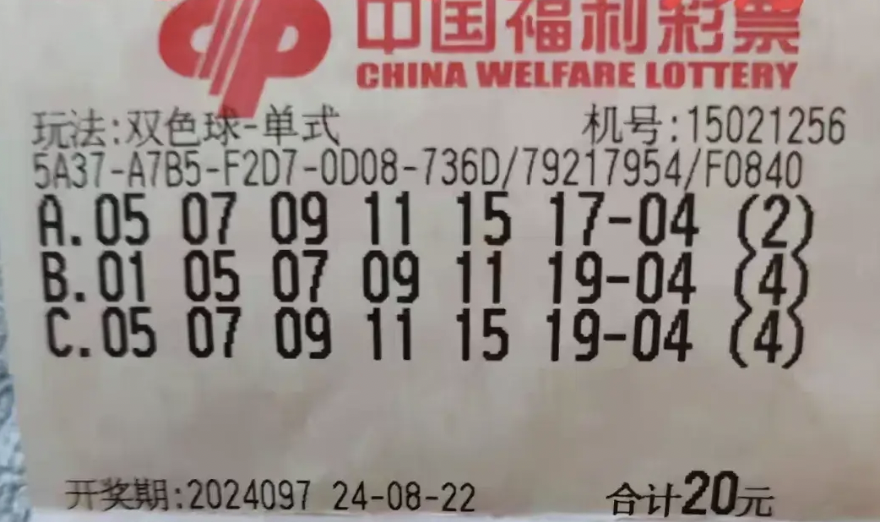 中国福利彩票
CHINA WELFARE LOTTERY
玩法:双色球-单式 机号:15021256
5A37-A7B5-F2D7-0D08-736D/79217954/F0840
A.05 07 09 11 15 17-04 (2)
B.01 05 07 09 11 19-04 (4)
C.05 07 09 11 15 19-04 (4)
开奖期:2024097 24-08-22 合计20元